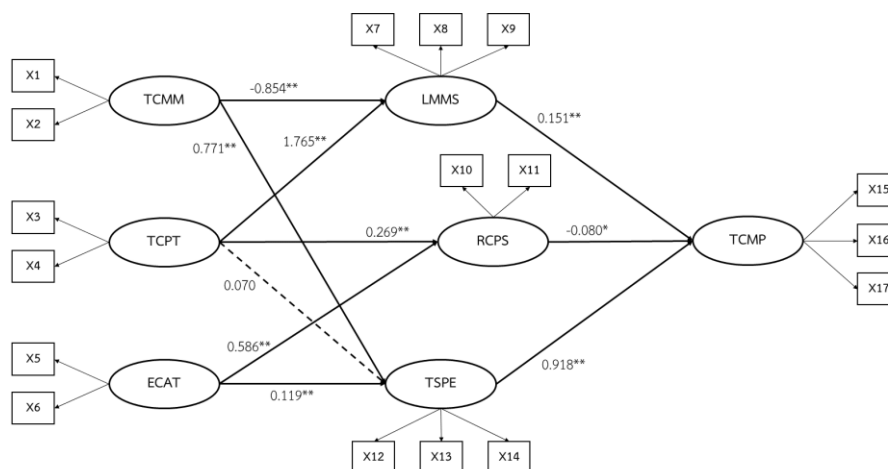 X7
X8
X9
X1
X2
TCMM
-0.854**
LMMS
0.771**
1.765**
0.151**
X10
X11
X3
X4
TCPT
0.269**
RCPS
-0.080*
TCMP
X15
X16
X17
0.070
0.586**
0.918**
X5
X6
ECAT
0.119**
TSPE
X12
X13
X14